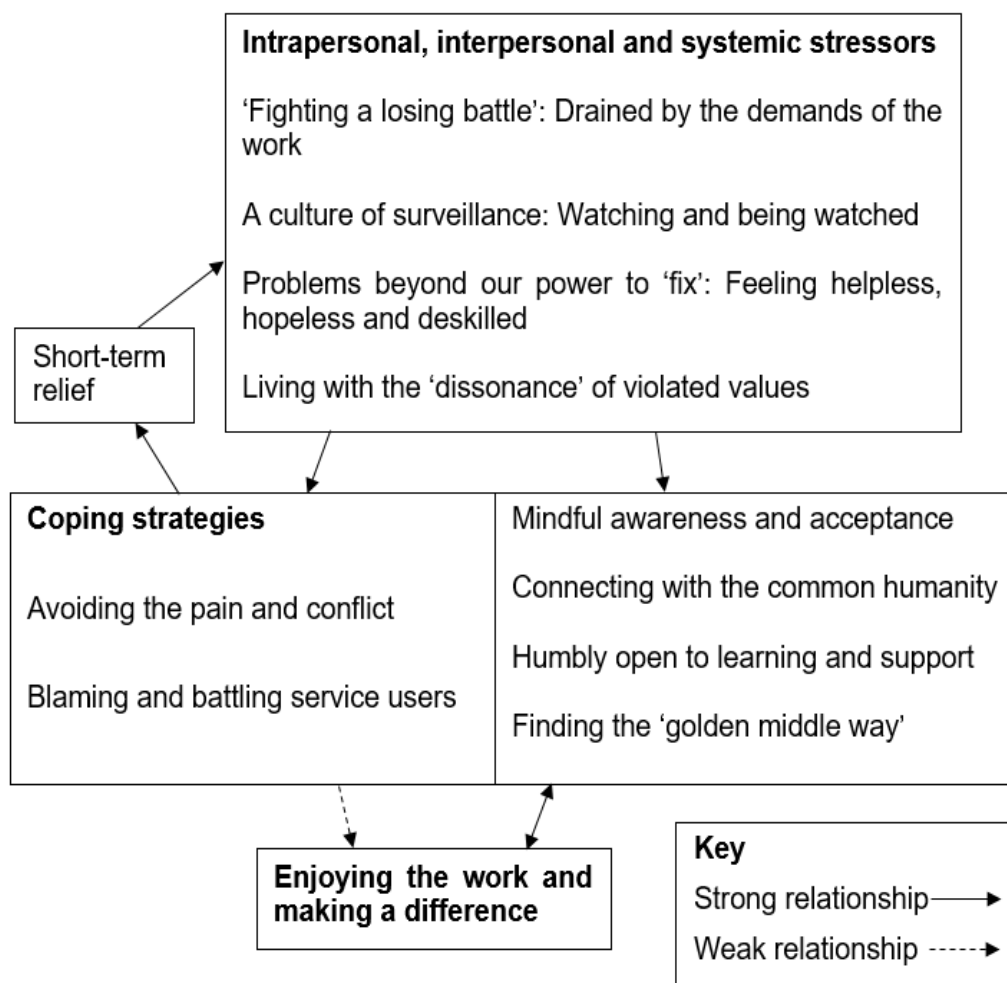 Intrapersonal, interpersonal and systemic stressors
‘Fighting a losing battle’: Drained by the demands of the
work
A culture of surveillance: Watching and being watched
Problems beyond our power to ‘fix’: Feeling helpless,
hopeless and deskilled
Living with the ‘dissonance’ of violated values
Short-term
relief
Coping strategies
Avoiding the pain and conflict
Blaming and battling service users
Mindful awareness and acceptance
Connecting with the common humanity
Humbly open to learning and support
Finding the ‘golden middle way’
Enjoying the work and
making a difference
Key
Strong relationship
Weak relationship